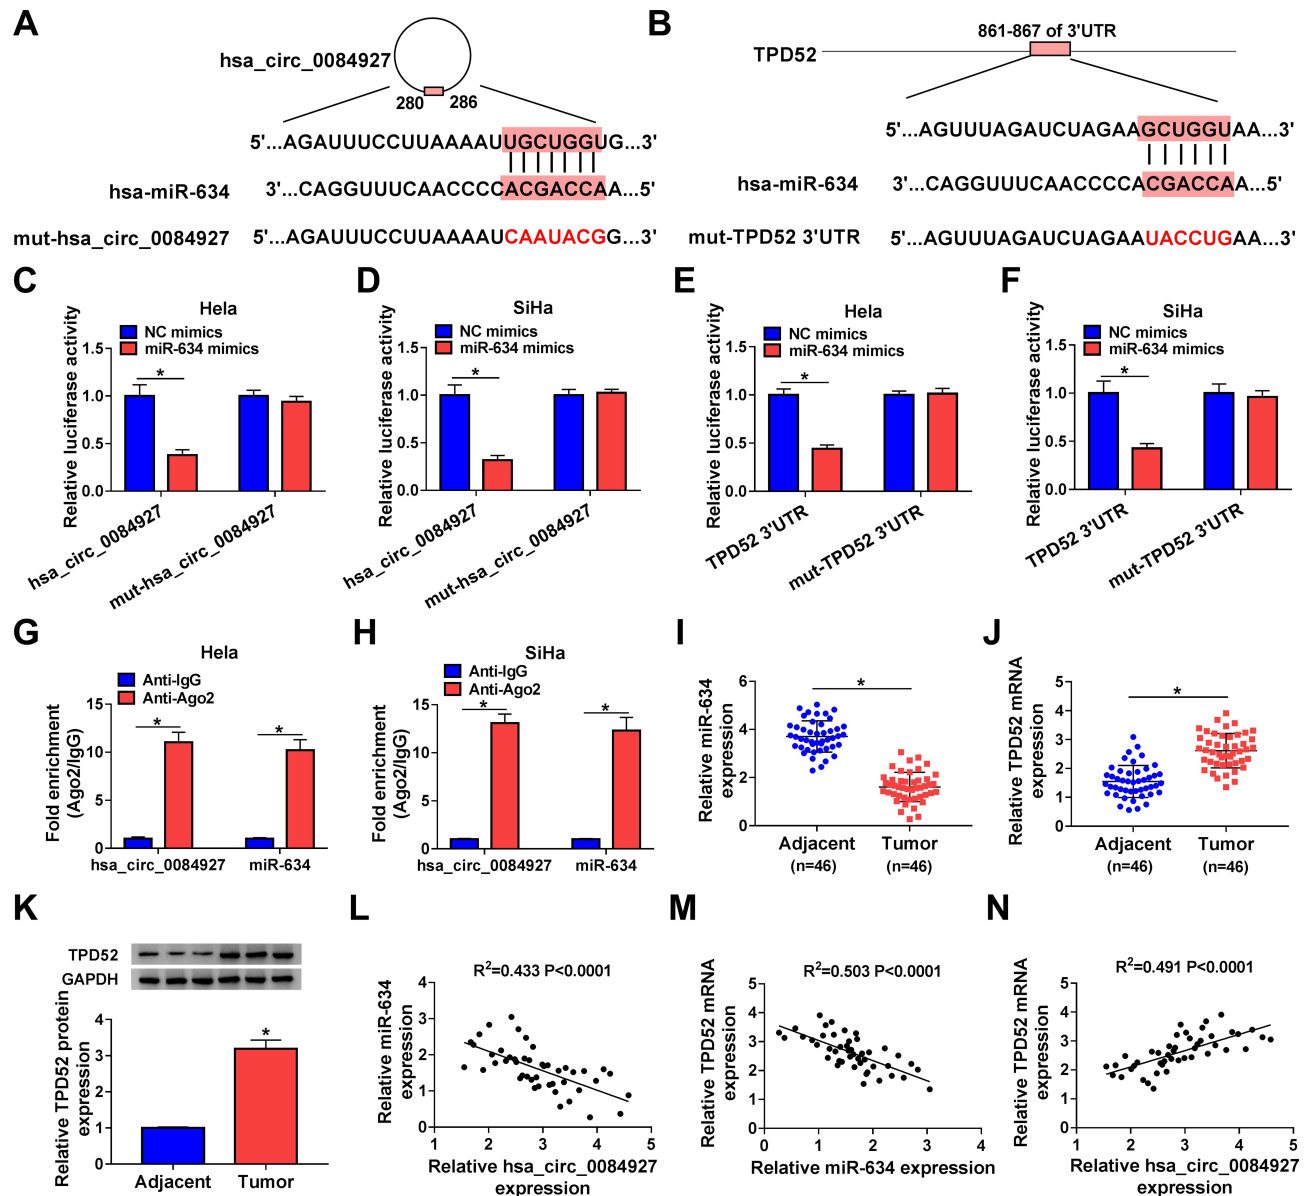 A
hsa_circ_0084927
280 286
5'...AGAUUUCCUUAAAAUUGCUGGUUG...3'
hsa-miR-634
3'...CAGGUUUCAACCCCACGACCAA...5'
mut-hsa_circ_0084927
5'...AGAUUUCCUUAAAAUCAAUACGG...3'
B
861-867 of 3'UTR
TPD52
5'...AGUUUAGAUCUAGAAGCUGGUAA...3'
hsa-miR-634
3'...CAGGUUUCAACCCCACGACCAA...5'
mut-TPD52 3'UTR
5'...AGUUUAGAUCUAGAAUACCUGAA...3'
C
Hela
NC mimics
miR-634 mimics
Relative luciferase activity
1.5
1.0
0.5
0.0
*
hsa_circ_0084927
mut-hsa_circ_0084927
D
SiHa
NC mimics
miR-634 mimics
Relative luciferase activity
1.5
1.0
0.5
0.0
*
hsa_circ_0084927
mut-hsa_circ_0084927
E
Hela
NC mimics
miR-634 mimics
Relative luciferase activity
1.5
1.0
0.5
0.0
*
TPD52 3'UTR
mut-TPD52 3'UTR
F
SiHa
NC mimics
miR-634 mimics
Relative luciferase activity
1.5
1.0
0.5
0.0
*
TPD52 3'UTR
mut-TPD52 3'UTR
G
Hela
Anti-IgG
Anti-Ago2
Fold enrichment
(Ago2/IgG)
15
10
5
0
*
*
hsa_circ_0084927
miR-634
H
SiHa
Anti-IgG
Anti-Ago2
Fold enrichment
(Ago2/IgG)
15
10
5
0
*
*
hsa_circ_0084927
miR-634
I
Relative miR-634
expression
6
4
2
0
*
Adjacent
(n=46)
Tumor
(n=46)
J
Relative TPD52 mRNA
expression
5
4
3
2
1
0
*
Adjacent
(n=46)
Tumor
(n=46)
K
TPD52
GAPDH
Relative TPD52 protein
expression
4
3
2
1
0
*
Adjacent
Tumor
L
R²=0.433 P<0.0001
Relative miR-634
expression
4
3
2
1
0
1 2 3 4 5
Relative hsa_circ_0084927
expression
M
R²=0.503 P<0.0001
Relative TPD52 mRNA
expression
5
4
3
2
1
0
0 1 2 3 4
Relative miR-634 expression
N
R²=0.491 P<0.0001
Relative TPD52 mRNA
expression
5
4
3
2
1
0
1 2 3 4 5
Relative hsa_circ_0084927
expression